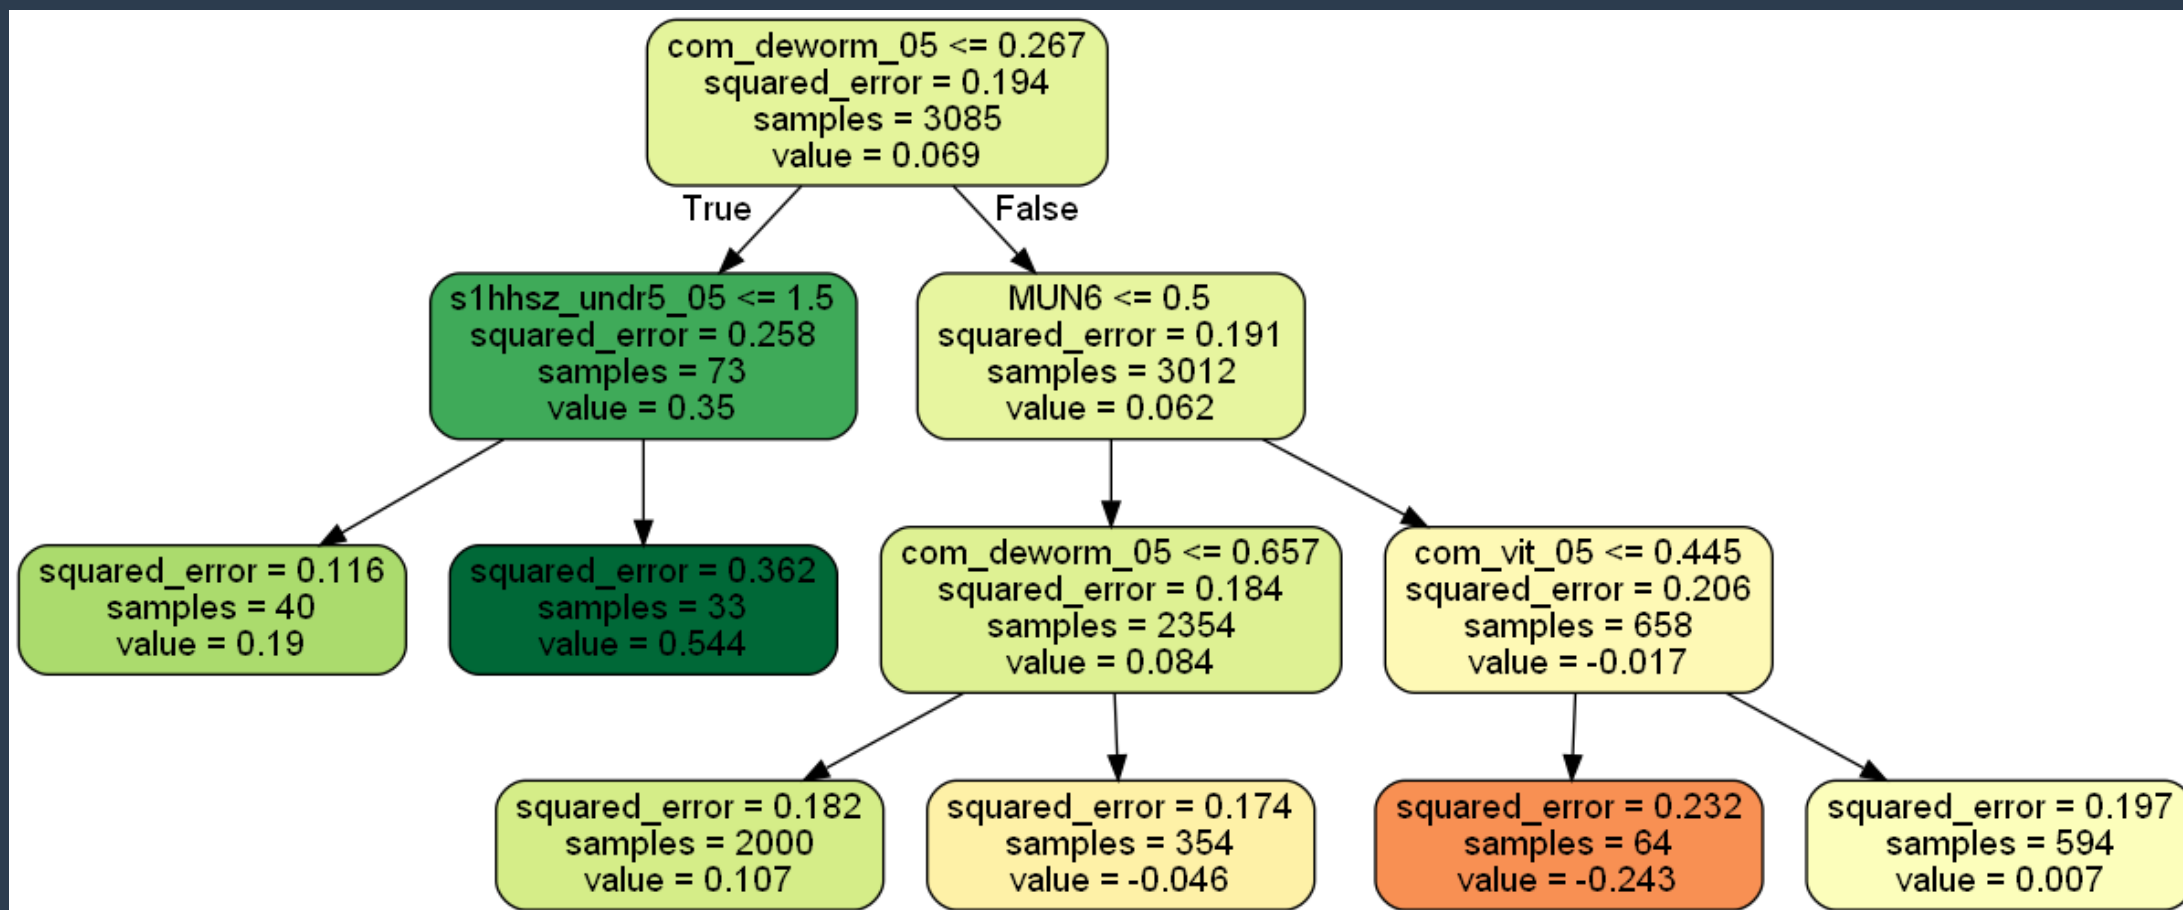 com_deworm_05 <= 0.267
squared_error = 0.194
samples = 3085
value = 0.069
True
False
s1hhsz_undr5_05 <= 1.5
squared_error = 0.258
samples = 73
value = 0.35
MUN6 <= 0.5
squared_error = 0.191
samples = 3012
value = 0.062
squared_error = 0.116
samples = 40
value = 0.19
squared_error = 0.362
samples = 33
value = 0.544
com_deworm_05 <= 0.657
squared_error = 0.184
samples = 2354
value = 0.084
com_vit_05 <= 0.445
squared_error = 0.206
samples = 658
value = -0.017
squared_error = 0.182
samples = 2000
value = 0.107
squared_error = 0.174
samples = 354
value = -0.046
squared_error = 0.232
samples = 64
value = -0.243
squared_error = 0.197
samples = 594
value = 0.007